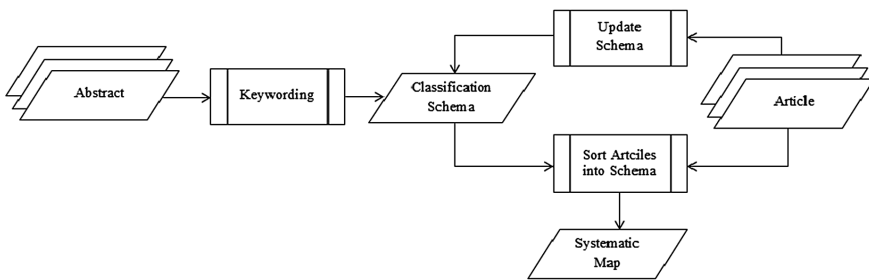 Abstract
Keywording
Classification
Schema
Update
Schema
Article
Sort Artciles
into Schema
Systematic
Map